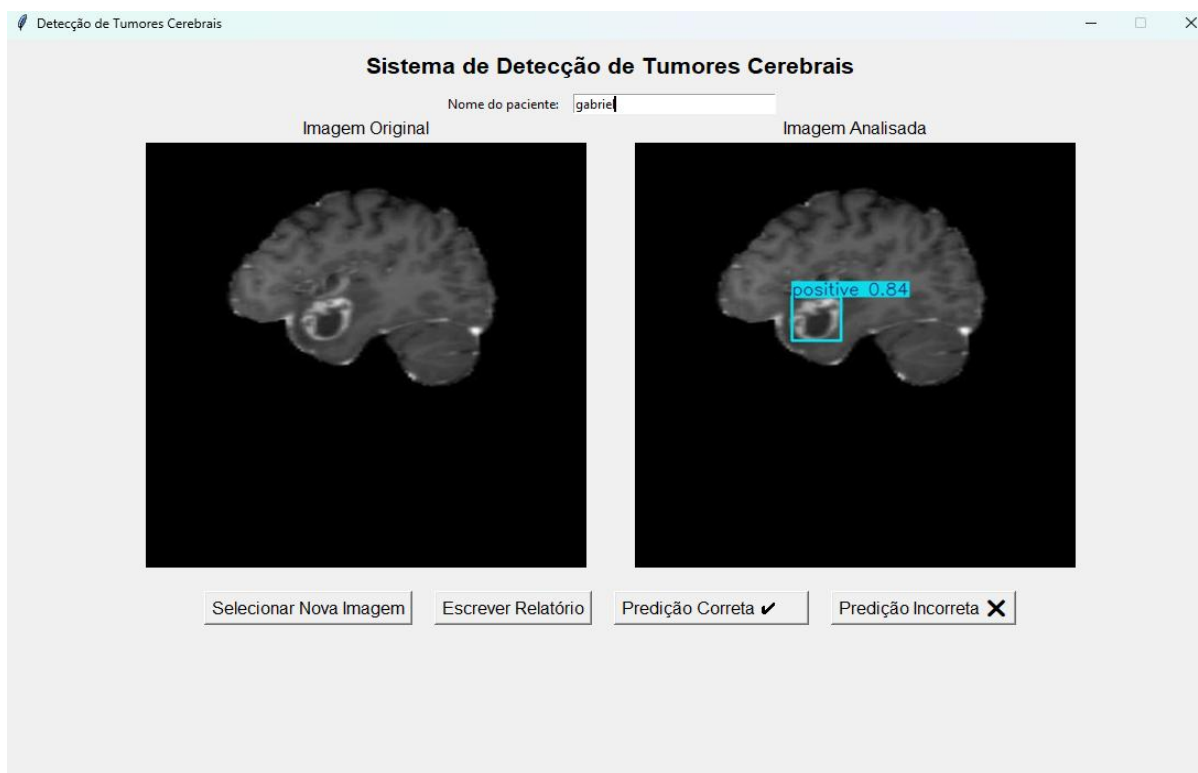 Detecção de Tumores Cerebrais
Sistema de Detecção de Tumores Cerebrais
Nome do paciente: gabriel
Imagem Original
Imagem Analisada
positive 0.84
Selecionar Nova Imagem
Escrever Relatório
Predição Correta ✔
Predição Incorreta ✕